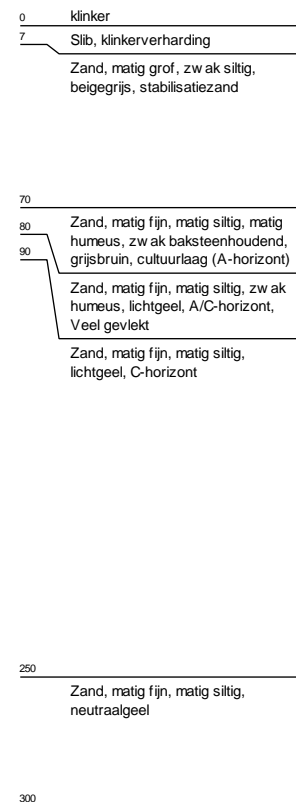 0 klinker
7 Slib, klinkerverharding
Zand, matig grof, zwak siltig,
beigegrijs, stabilisatiezand
70
80 Zand, matig fijn, matig siltig, matig
humeus, zwak baksteenhoudend,
90 grijsbruin, cultuurlaag (A-horizont)
Zand, matig fijn, matig siltig, zwak
humeus, lichtgeel, A/C-horizont,
Veel gevlekt
Zand, matig fijn, matig siltig,
lichtgeel, C-horizont
250
Zand, matig fijn, matig siltig,
neutraalgeel
300